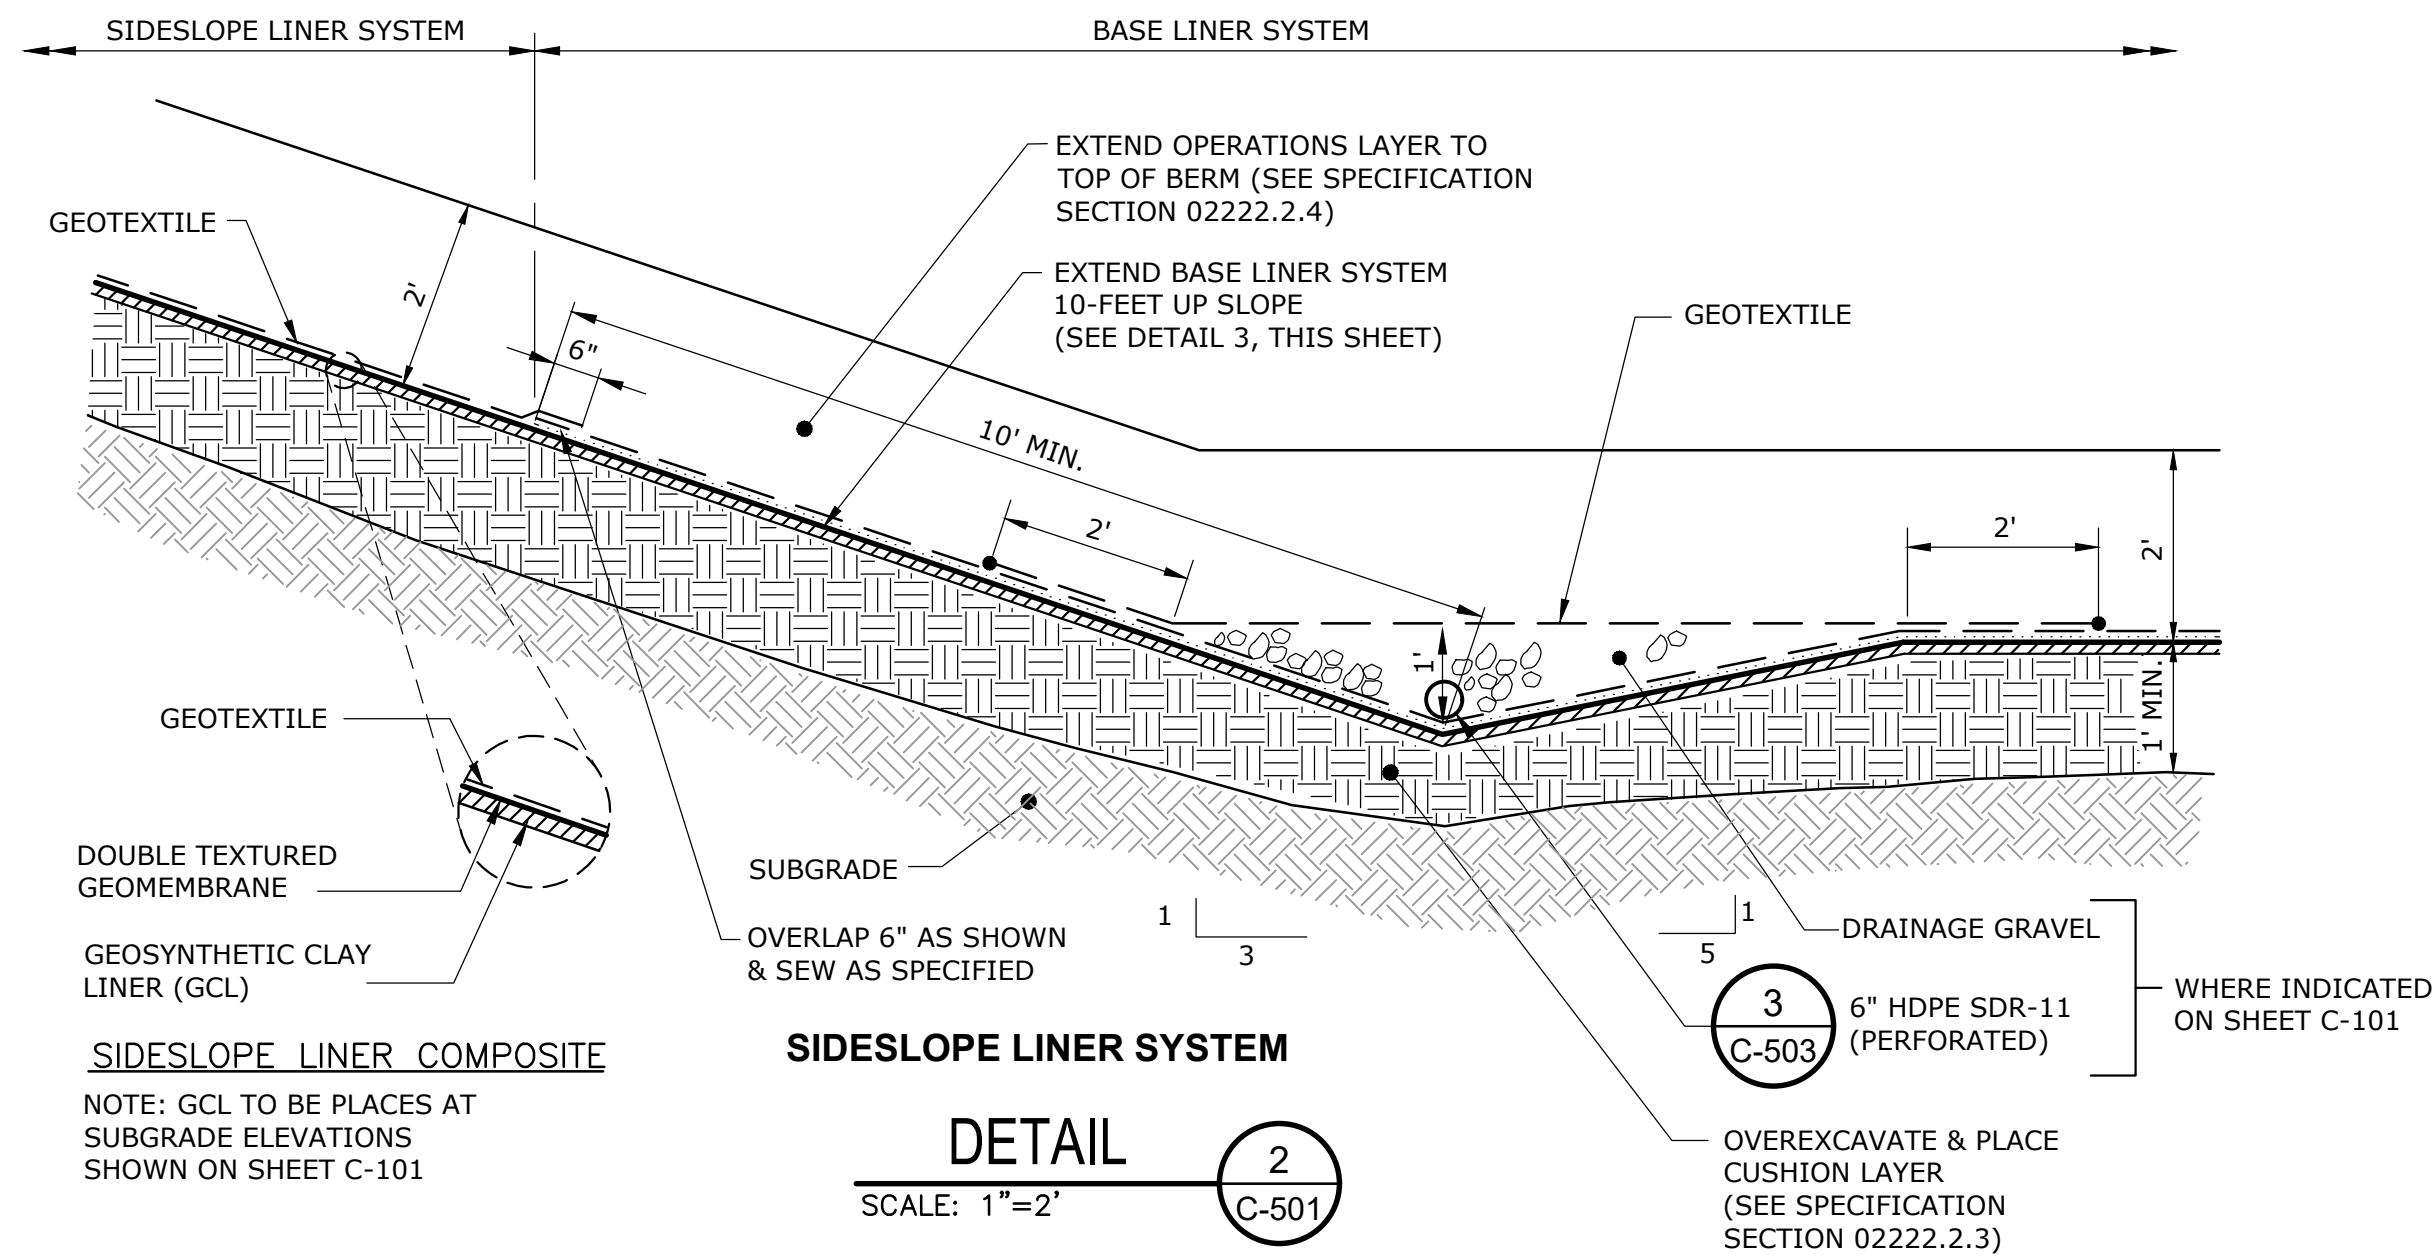 SIDESLOPE LINER SYSTEM
BASE LINER SYSTEM
EXTEND OPERATIONS LAYER TO
TOP OF BERM (SEE SPECIFICATION
SECTION 02222.2.4)
GEOTEXTILE
2'
EXTEND BASE LINER SYSTEM
10-FEET UP SLOPE
(SEE DETAIL 3, THIS SHEET)
GEOTEXTILE
6"
10' MIN.
2'
2'
2'
1'
1' MIN.
GEOTEXTILE
DOUBLE TEXTURED
GEOMEMBRANE
GEOSYNTHETIC CLAY
LINER (GCL)
SUBGRADE
OVERLAP 6" AS SHOWN
& SEW AS SPECIFIED
1
3
1
5
DRAINAGE GRAVEL
3
C-503
6" HDPE SDR-11
(PERFORATED)
WHERE INDICATED
ON SHEET C-101
SIDESLOPE LINER COMPOSITE
NOTE: GCL TO BE PLACES AT
SUBGRADE ELEVATIONS
SHOWN ON SHEET C-101
SIDESLOPE LINER SYSTEM
DETAIL
SCALE: 1"=2'
2
C-501
OVEREXCAVATE & PLACE
CUSHION LAYER
(SEE SPECIFICATION
SECTION 02222.2.3)